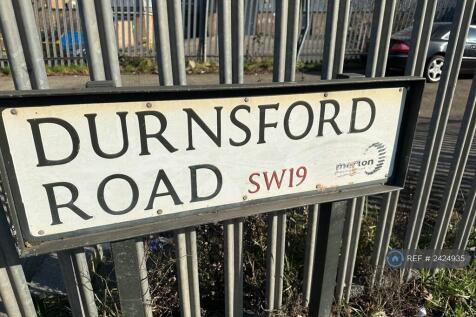 DURNSFORD
ROAD SW19
merton
REF # 2424935